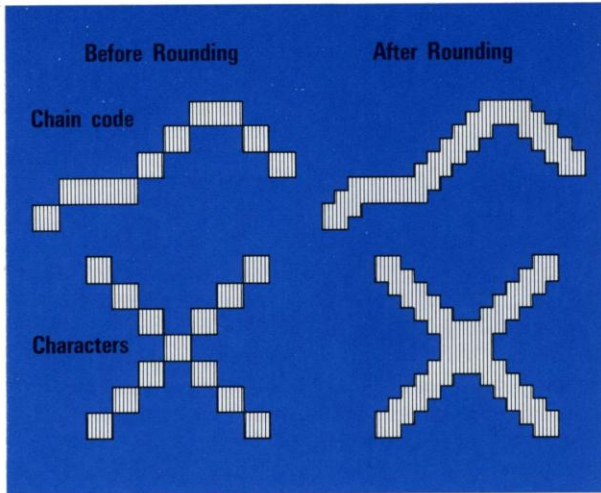 Before Rounding
After Rounding
Chain code
Characters